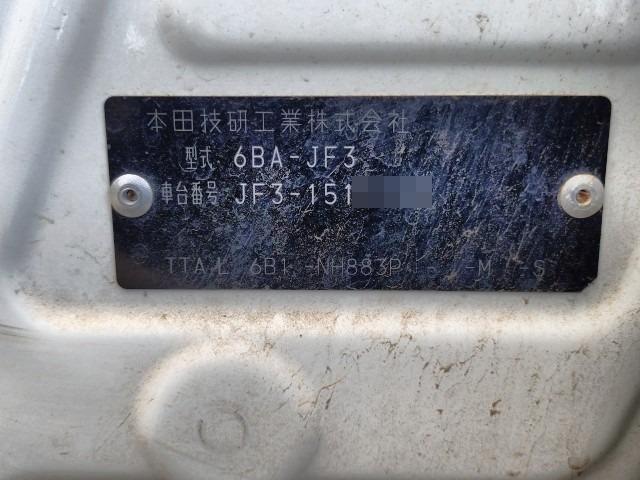 本田技研工業株式会社
型式 6BA-JF3
車台番号 JF3-151
TTA/L 6B1 -NH883P -M -S